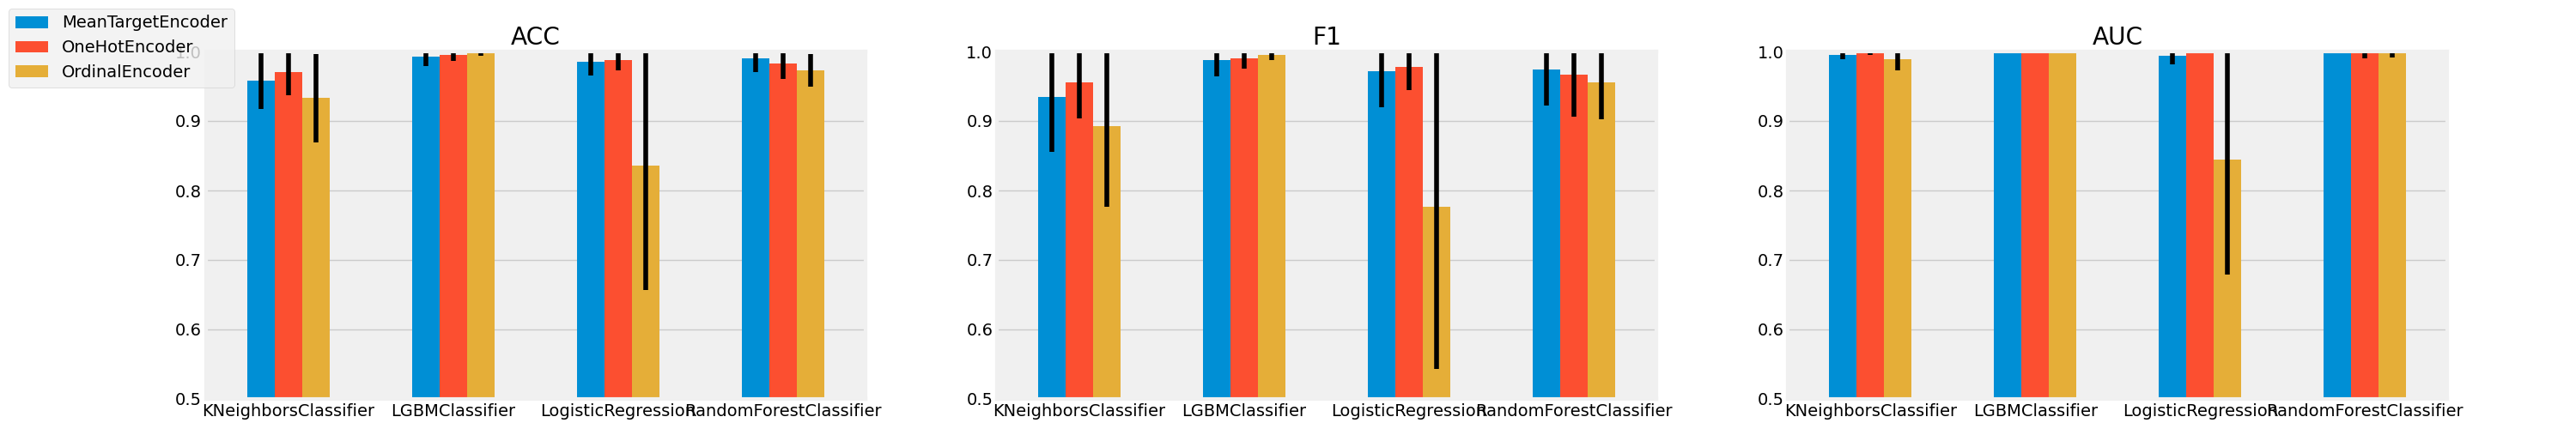 MeanTargetEncoder
OneHotEncoder
OrdinalEncoder
ACC
1.0
0.9
0.8
0.7
0.6
0.5
KNeighborsClassifier
LGBMClassifier
LogisticRegression
RandomForestClassifier
F1
1.0
0.9
0.8
0.7
0.6
0.5
KNeighborsClassifier
LGBMClassifier
LogisticRegression
RandomForestClassifier
AUC
1.0
0.9
0.8
0.7
0.6
0.5
KNeighborsClassifier
LGBMClassifier
LogisticRegression
RandomForestClassifier